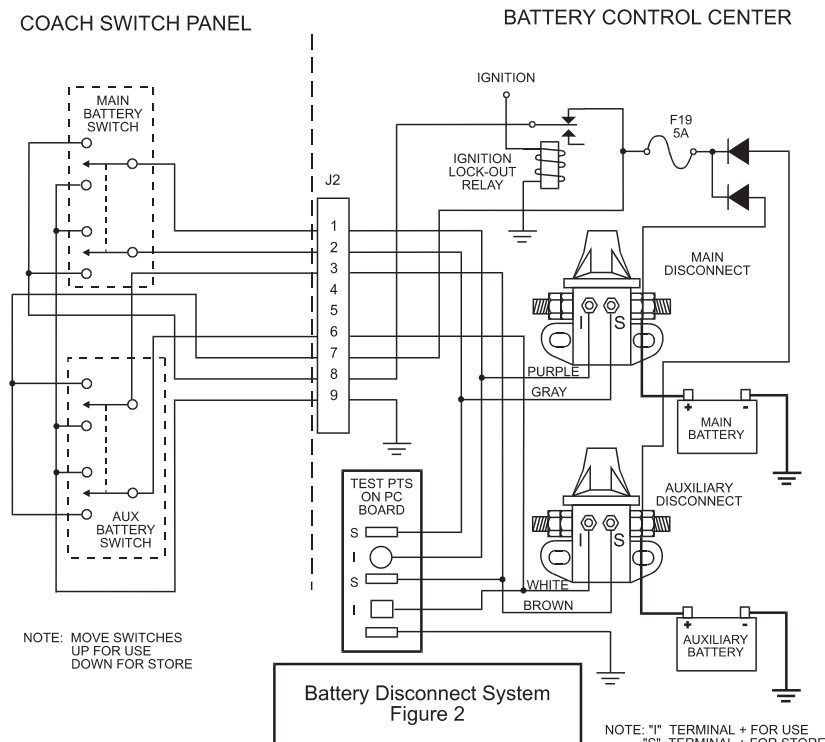 COACH SWITCH PANEL
BATTERY CONTROL CENTER
MAIN
BATTERY
SWITCH
IGNITION
F19
5A
IGNITION
LOCK-OUT
RELAY
J2
1
2
3
4
5
6
7
8
9
MAIN
DISCONNECT
I S
PURPLE
GRAY
+ -
MAIN
BATTERY
AUX
BATTERY
SWITCH
TEST PTS
ON PC
BOARD
S
I
S
I
AUXILIARY
DISCONNECT
I S
WHITE
BROWN
+ -
AUXILIARY
BATTERY
NOTE: MOVE SWITCHES
UP FOR USE
DOWN FOR STORE
Battery Disconnect System
Figure 2
NOTE: "I" TERMINAL + FOR USE
"S" TERMINAL + FOR STORE